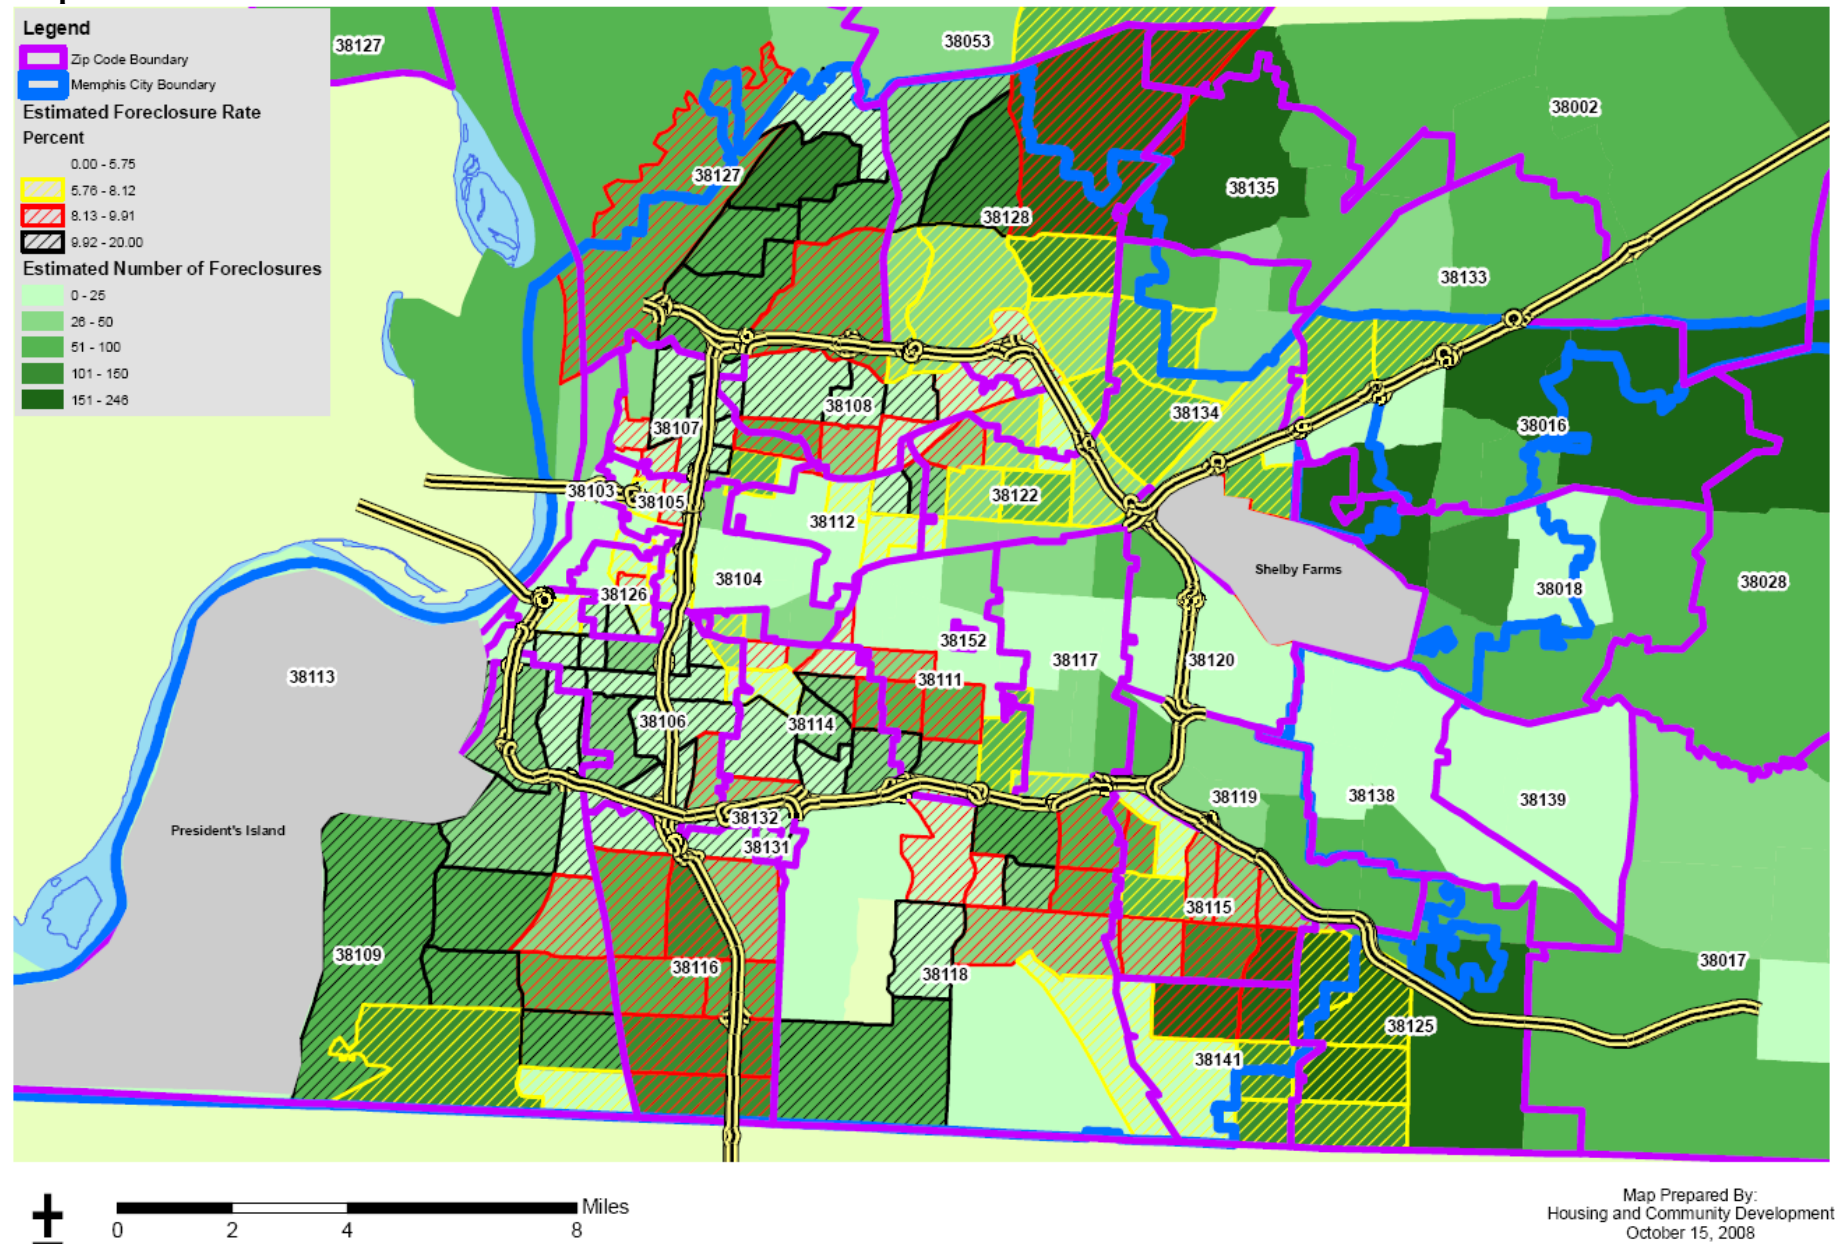 Legend
Zip Code Boundary
Memphis City Boundary
Estimated Foreclosure Rate
Percent
0.00 - 5.75
5.76 - 8.12
8.13 - 9.91
9.92 - 20.00
Estimated Number of Foreclosures
0 - 25
26 - 50
51 - 100
101 - 150
151 - 246
38127
38053
38002
38127
38135
38128
38133
38134
38108
38107
38016
38103
38105
38122
38112
Shelby Farms
38104
38126
38018
38028
38152
38117
38120
38113
38111
38106
38114
President's Island
38132
38131
38119
38138
38139
38115
38109
38116
38118
38017
38125
38141
0
2
4
8
Miles
Map Prepared By:
Housing and Community Development
October 15, 2008